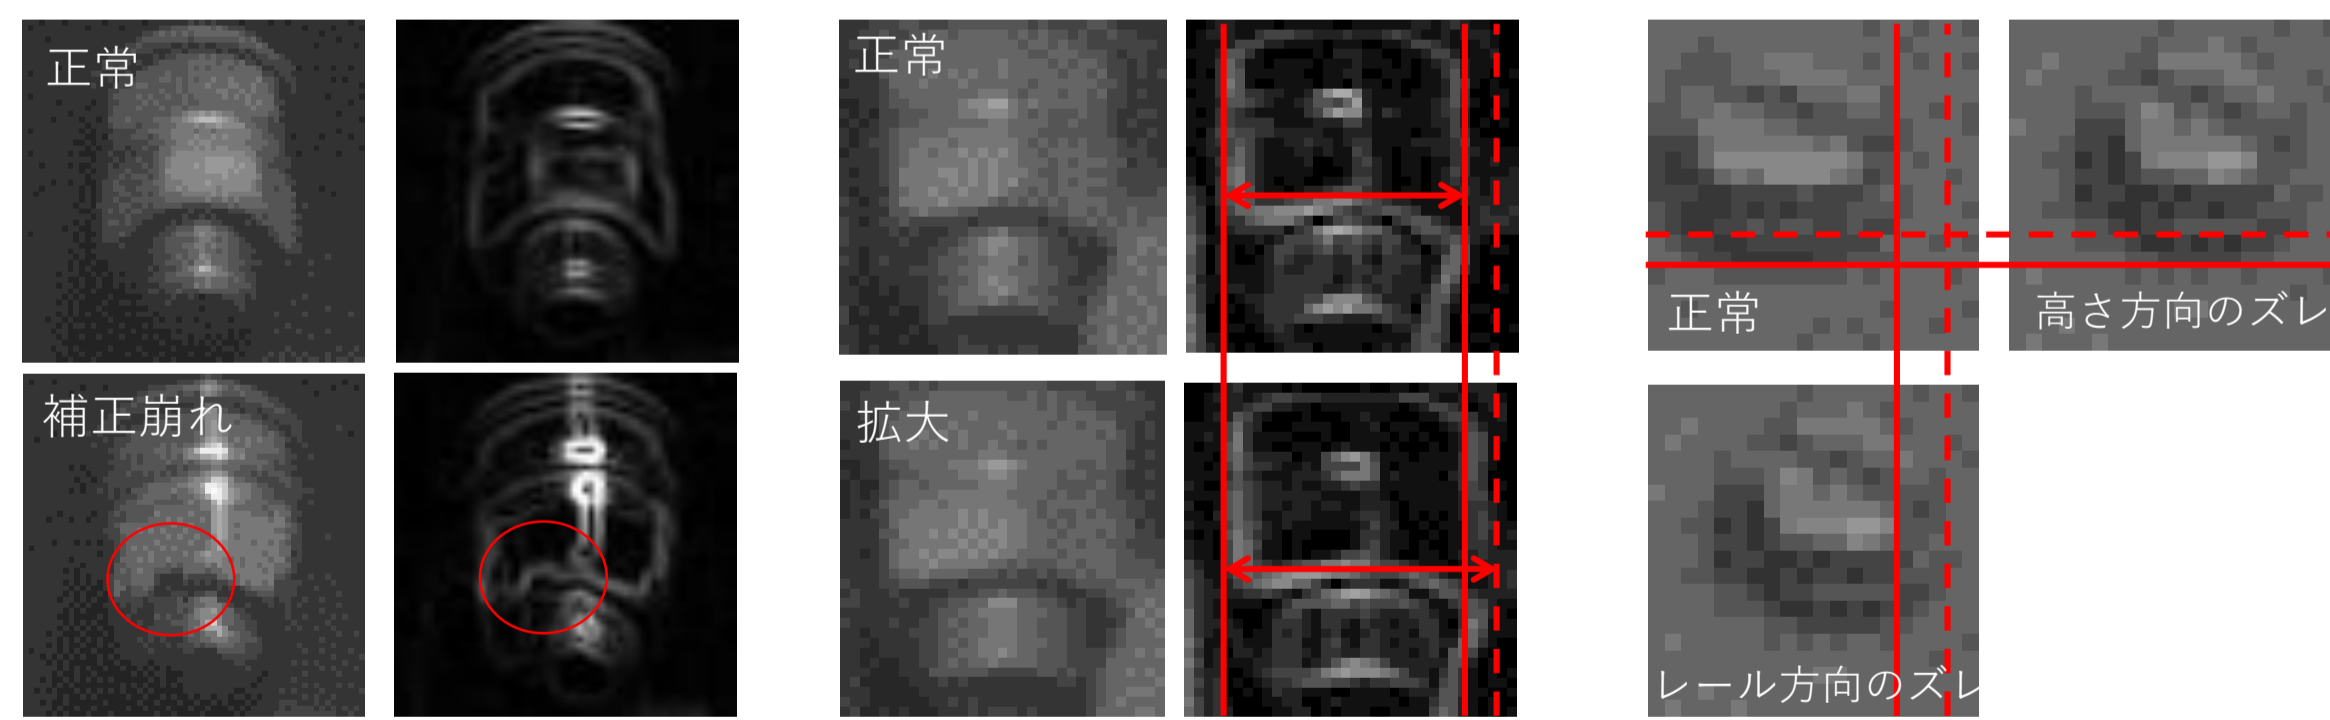 正常
補正崩れ
正常
拡大
正常
高さ方向のズレ
レール方向のズレ